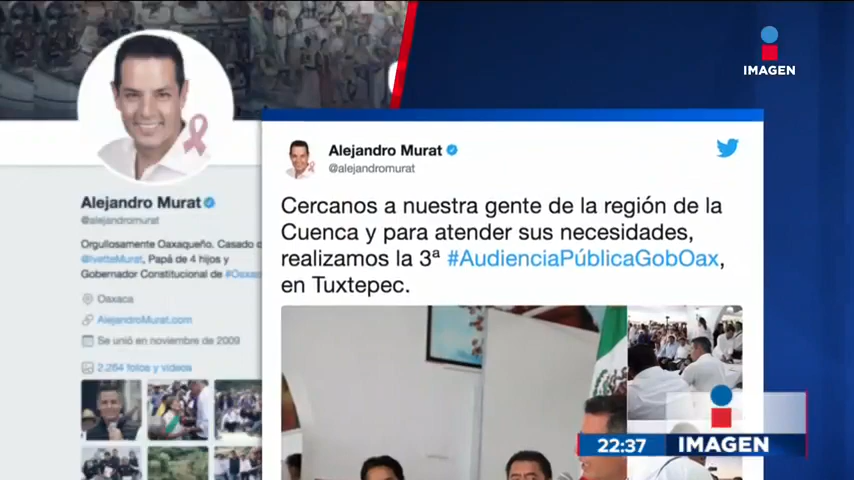 IMAGEN
Alejandro Murat
@alejandromurat
Orgullosamente Oaxaqueño. Casado
@IvetteMurat, Papá de 4 hijos y
Gobernador Constitucional de #Oaxac
Oaxaca
AlejandroMurat.com
Se unió en noviembre de 2009
2.264 fotos y videos
Alejandro Murat
@alejandromurat
Cercanos a nuestra gente de la región de la
Cuenca y para atender sus necesidades,
realizamos la 3ª #AudienciaPúblicaGobOax,
en Tuxtepec.
22:37
IMAGEN